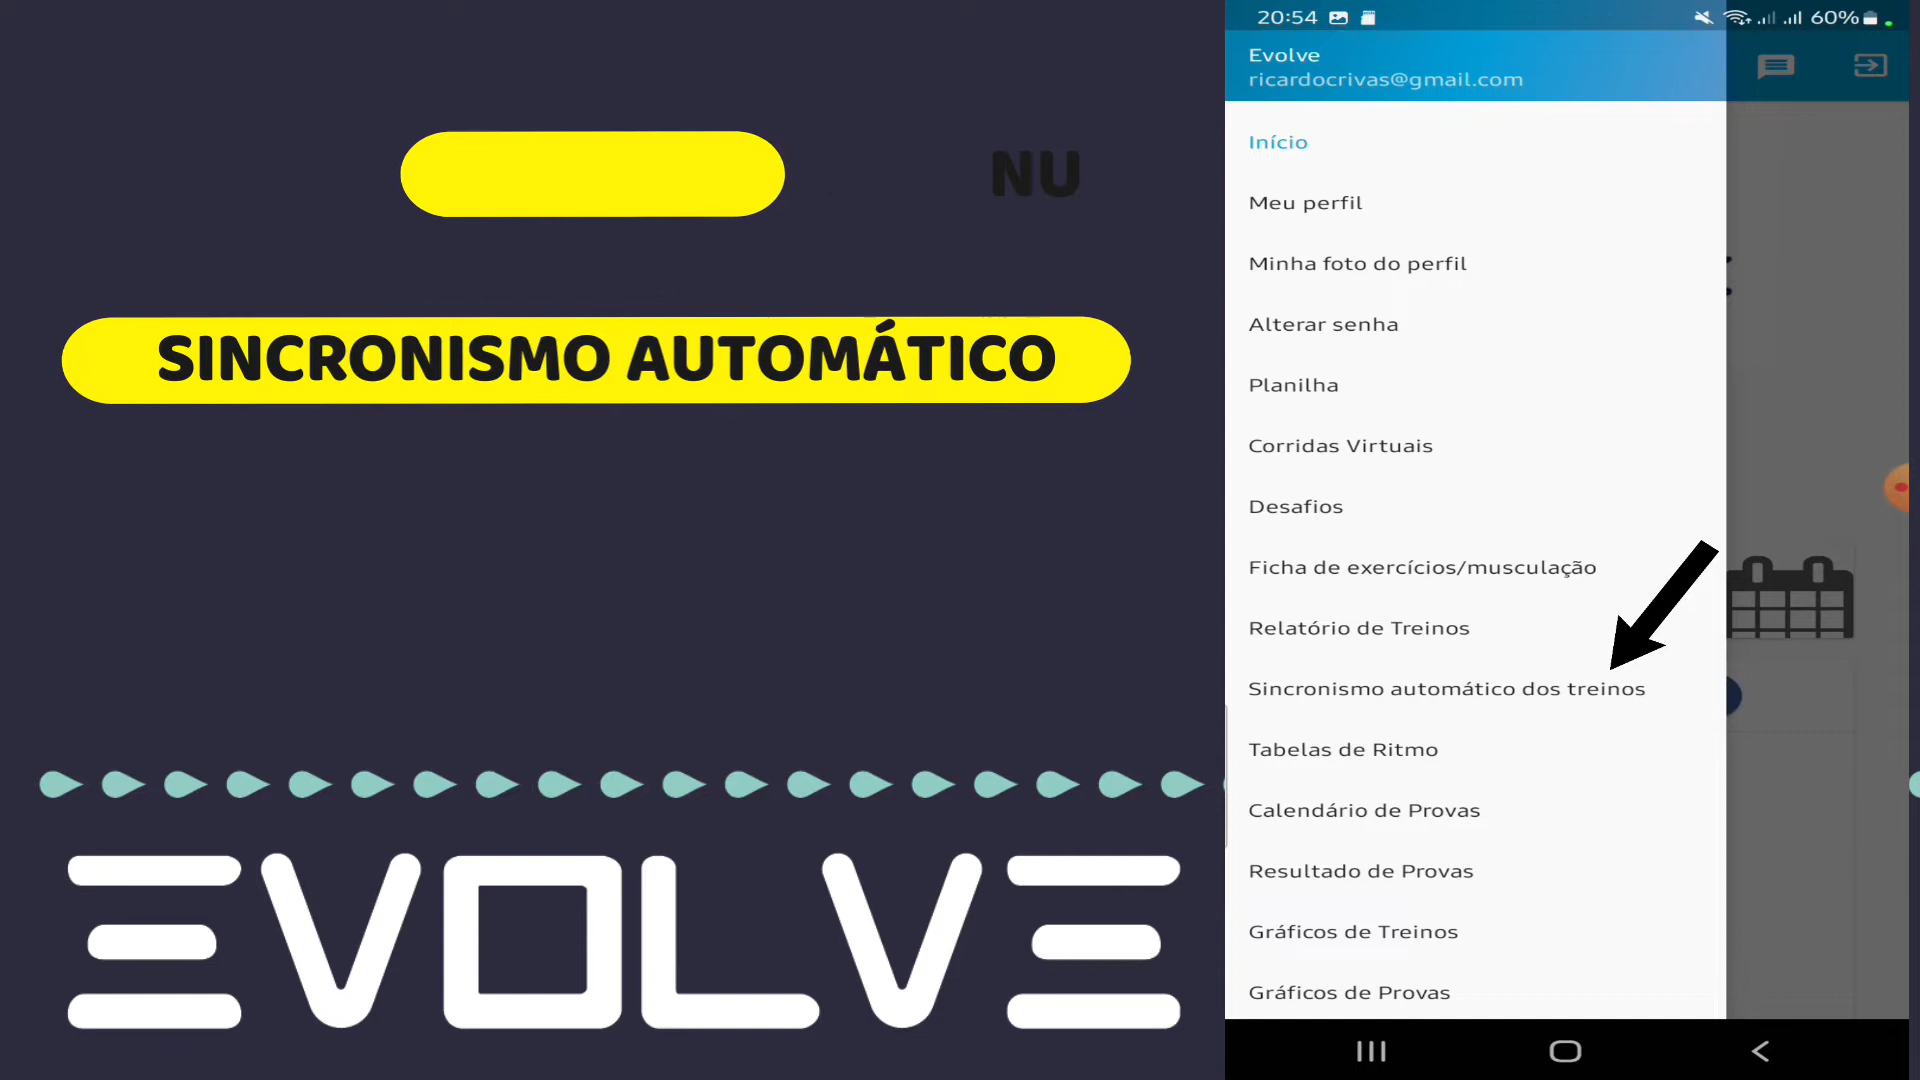 NU
SINCRONISMO AUTOMÁTICO
EVOLVE
20:54
60%
Evolve
ricardocrivas@gmail.com
Início
Meu perfil
Minha foto do perfil
Alterar senha
Planilha
Corridas Virtuais
Desafios
Ficha de exercícios/musculação
Relatório de Treinos
Sincronismo automático dos treinos
Tabelas de Ritmo
Calendário de Provas
Resultado de Provas
Gráficos de Treinos
Gráficos de Provas